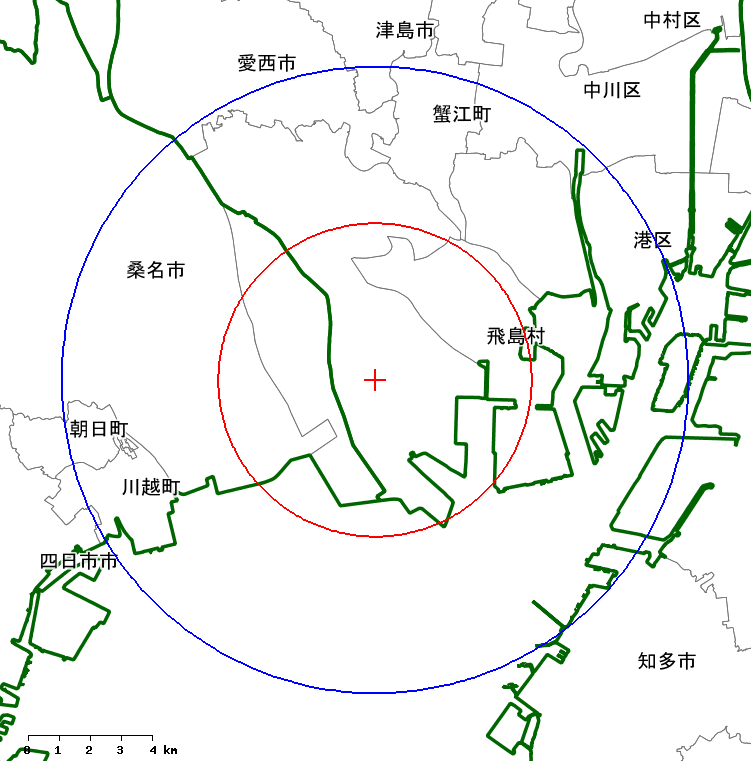 中村区
津島市
愛西市
中川区
蟹江町
港区
桑名市
飛島村
朝日町
川越町
四日市市
知多市
0 1 2 3 4 km